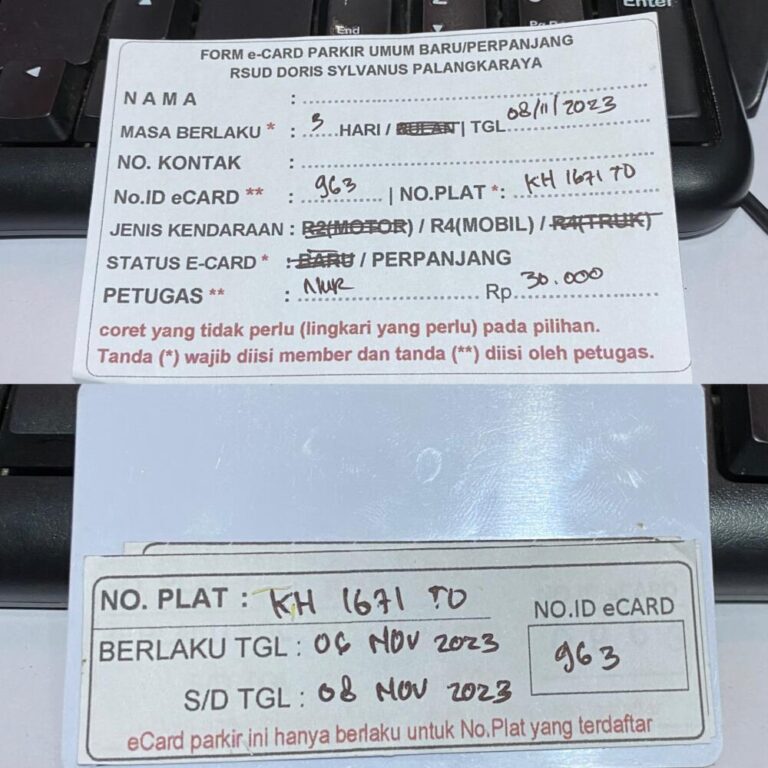 End
Enter
FORM e-CARD PARKIR UMUM BARU/PERPANJANG
RSUD DORIS SYLVANUS PALANGKARAYA
N A M A :
MASA BERLAKU * : 3 HARI / BULAN | TGL 08/11/2023
NO. KONTAK :
No.ID eCARD ** : 963 | NO.PLAT *: KH 1671 TO
JENIS KENDARAAN : R2(MOTOR) / R4(MOBIL) / R4(TRUK)
STATUS E-CARD * : BARU / PERPANJANG
PETUGAS ** : NUR Rp 30.000
coret yang tidak perlu (lingkari yang perlu) pada pilihan.
Tanda (*) wajib diisi member dan tanda (**) diisi oleh petugas.
NO. PLAT : KH 1671 TO
NO.ID eCARD
BERLAKU TGL : 06 NOV 2023
963
S/D TGL : 08 NOV 2023
eCard parkir ini hanya berlaku untuk No.Plat yang terdaftar